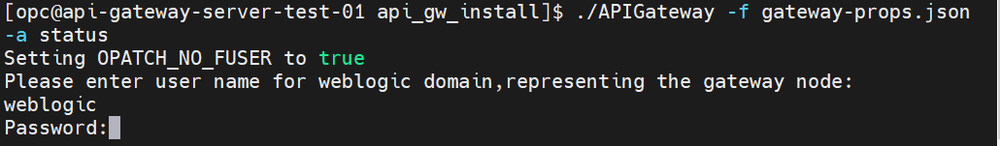 [opc@api-gateway-server-test-01 api_gw_install]$ ./APIGateway -f gateway-props.json
-a status
Setting OPATCH_NO_FUSER to true
Please enter user name for weblogic domain,representing the gateway node:
weblogic
Password: